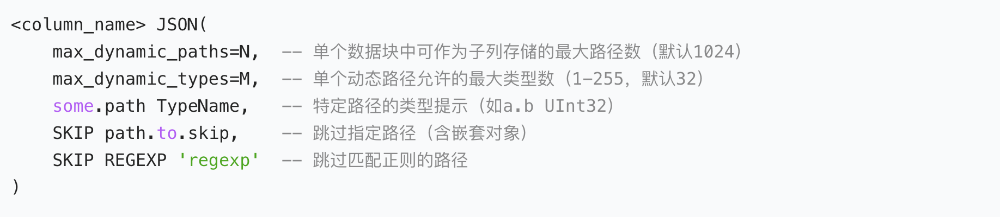 <column_name> JSON(
    max_dynamic_paths=N,  -- 单个数据块中可作为子列存储的最大路径数（默认1024）
    max_dynamic_types=M,  -- 单个动态路径允许的最大类型数（1-255，默认32）
    some.path TypeName,   -- 特定路径的类型提示（如a.b UInt32）
    SKIP path.to.skip,    -- 跳过指定路径（含嵌套对象）
    SKIP REGEXP 'regexp'  -- 跳过匹配正则的路径
)